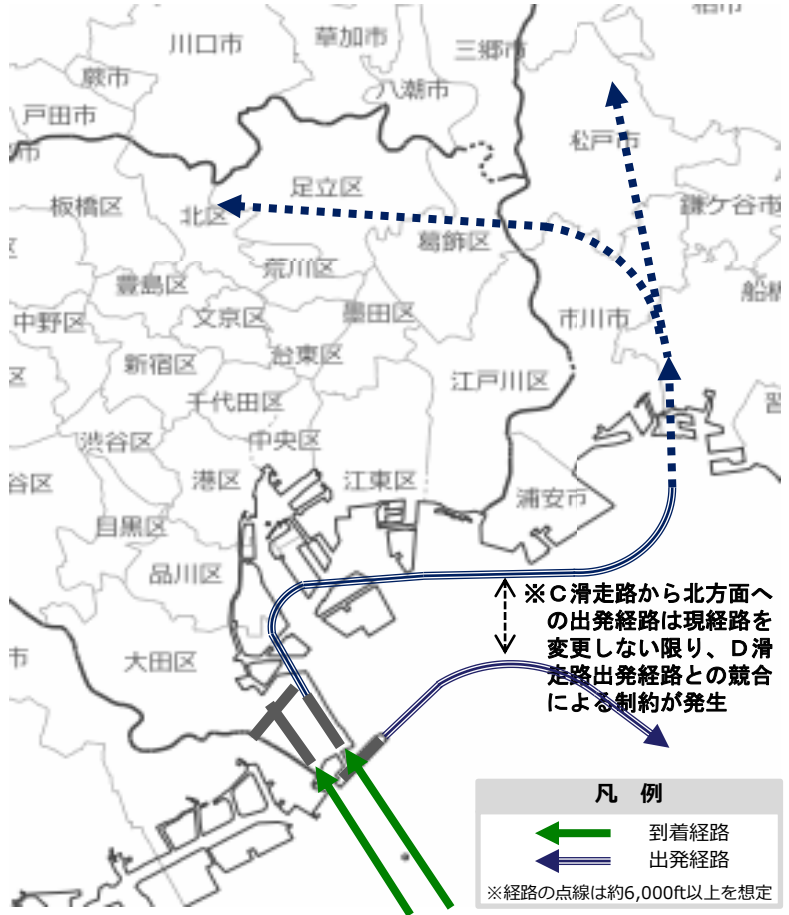 柏市
川口市
草加市
三郷市
蕨市
八潮市
戸田市
松戸市
足立区
板橋区
北区
鎌ケ谷市
葛飾区
荒川区
豊島区
船橋
市川市
中野区
文京区
墨田区
新宿区
台東区
区
江戸川区
千代田区
習
渋谷区
中央区
谷区
港区
江東区
浦安市
目黒区
品川区
※C滑走路から北方面へ
の出発経路は現経路を
変更しない限り、D滑
走路出発経路との競合
による制約が発生
市
大田区
凡 例
到着経路
出発経路
※経路の点線は約6,000ft以上を想定